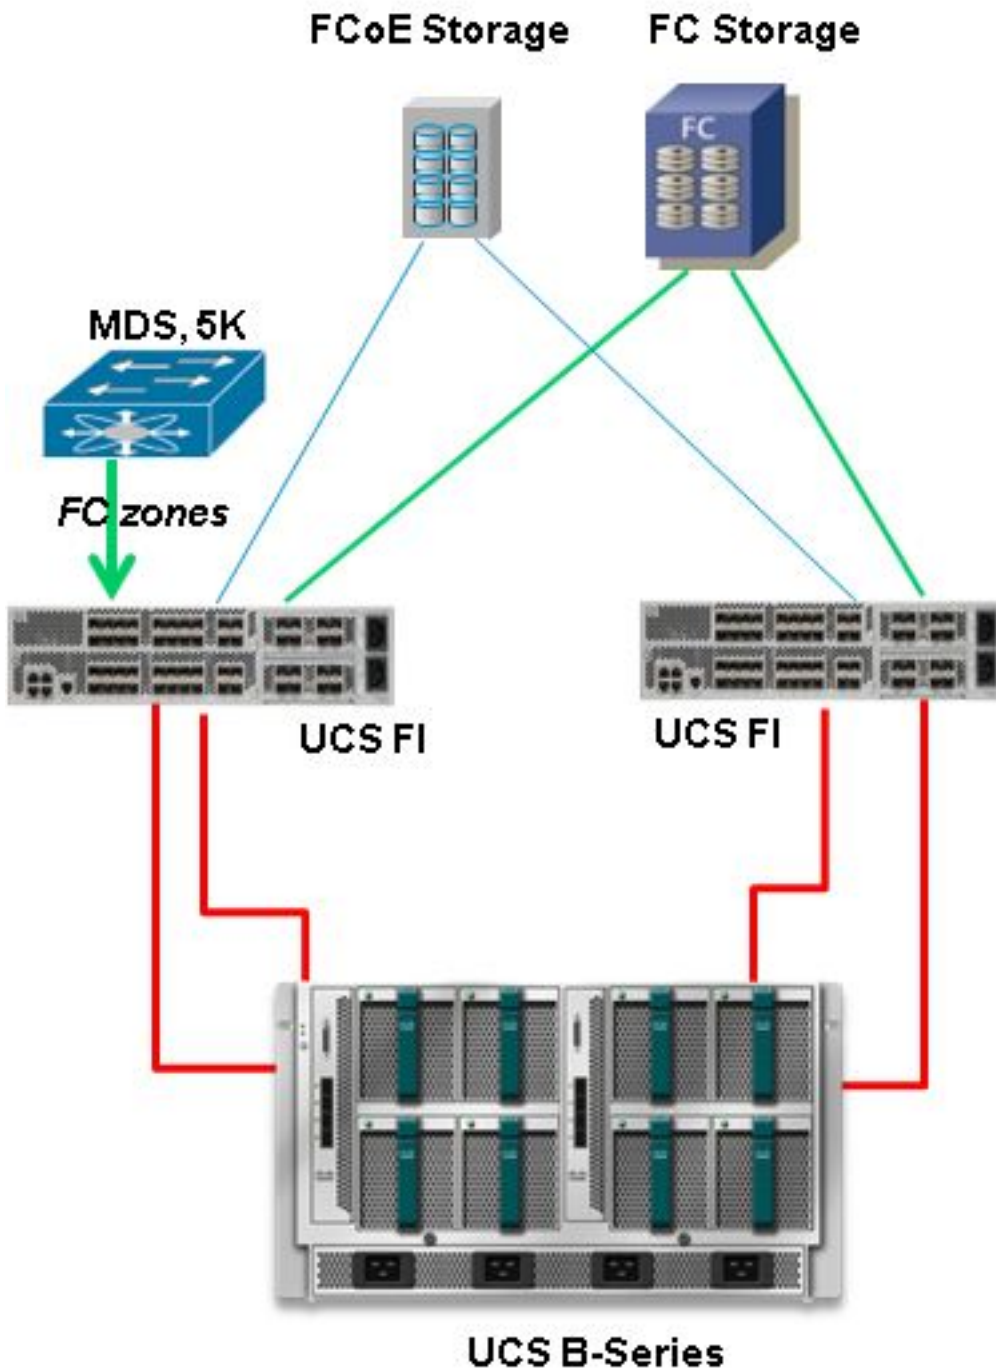 FCoE Storage
FC Storage
FC
MDS, 5K
FC zones
UCS FI
UCS FI
UCS B-Series